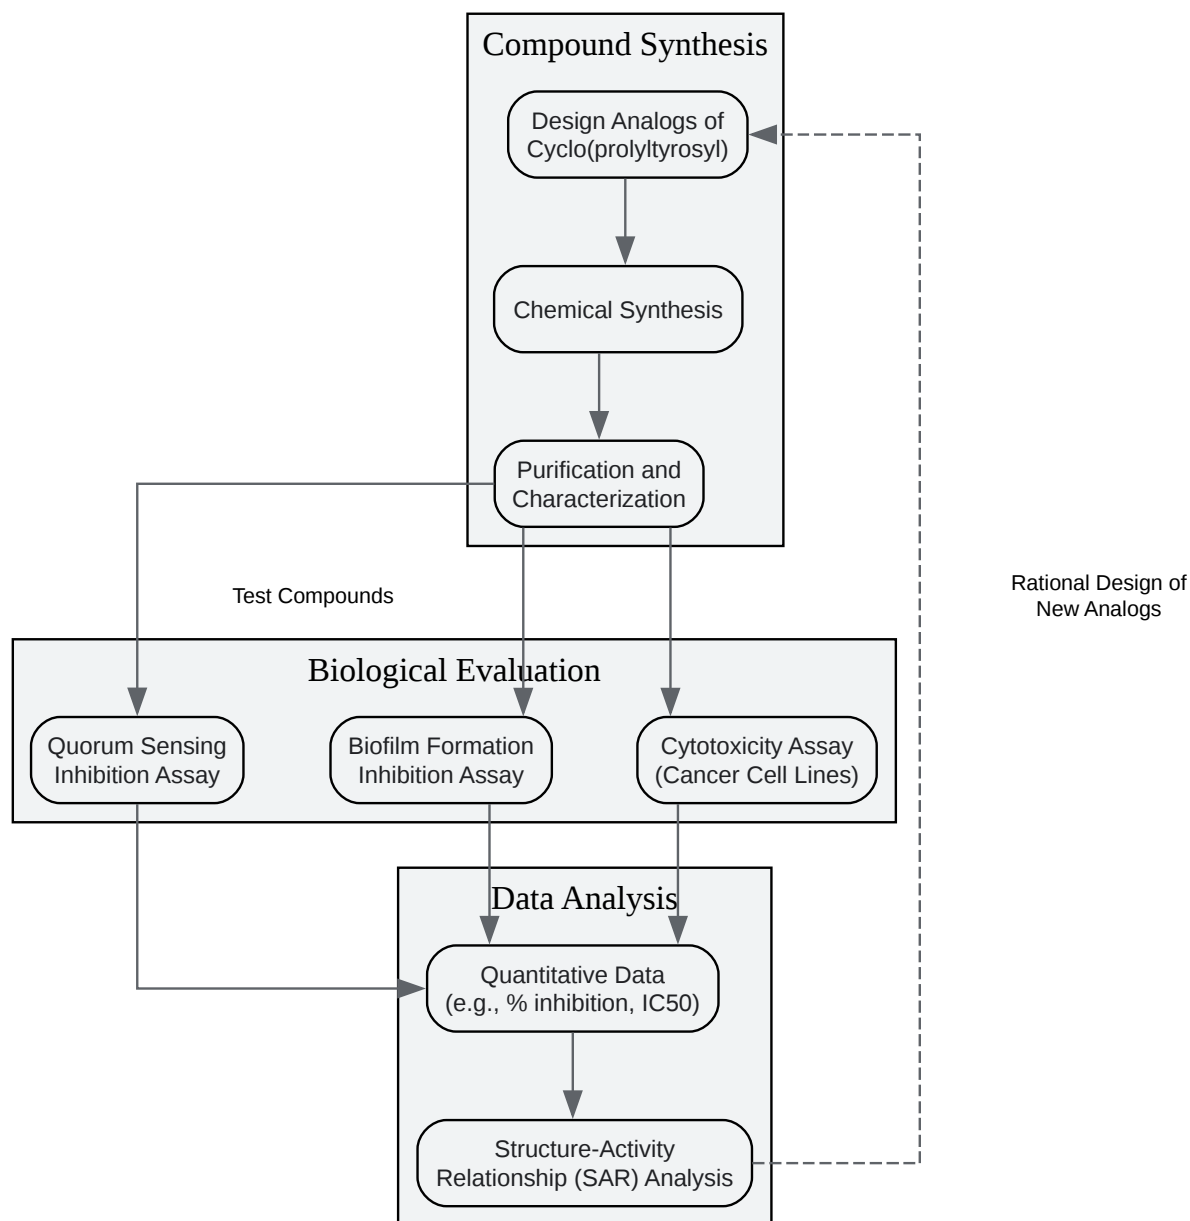 Compound Synthesis
Design Analogs of
Cyclo(prolyltyrosyl)
Chemical Synthesis
Purification and
Characterization
Test Compounds
Rational Design of
New Analogs
Biological Evaluation
Quorum Sensing
Inhibition Assay
Biofilm Formation
Inhibition Assay
Cytotoxicity Assay
(Cancer Cell Lines)
Data Analysis
Quantitative Data
(e.g., % inhibition, IC50)
Structure-Activity
Relationship (SAR) Analysis